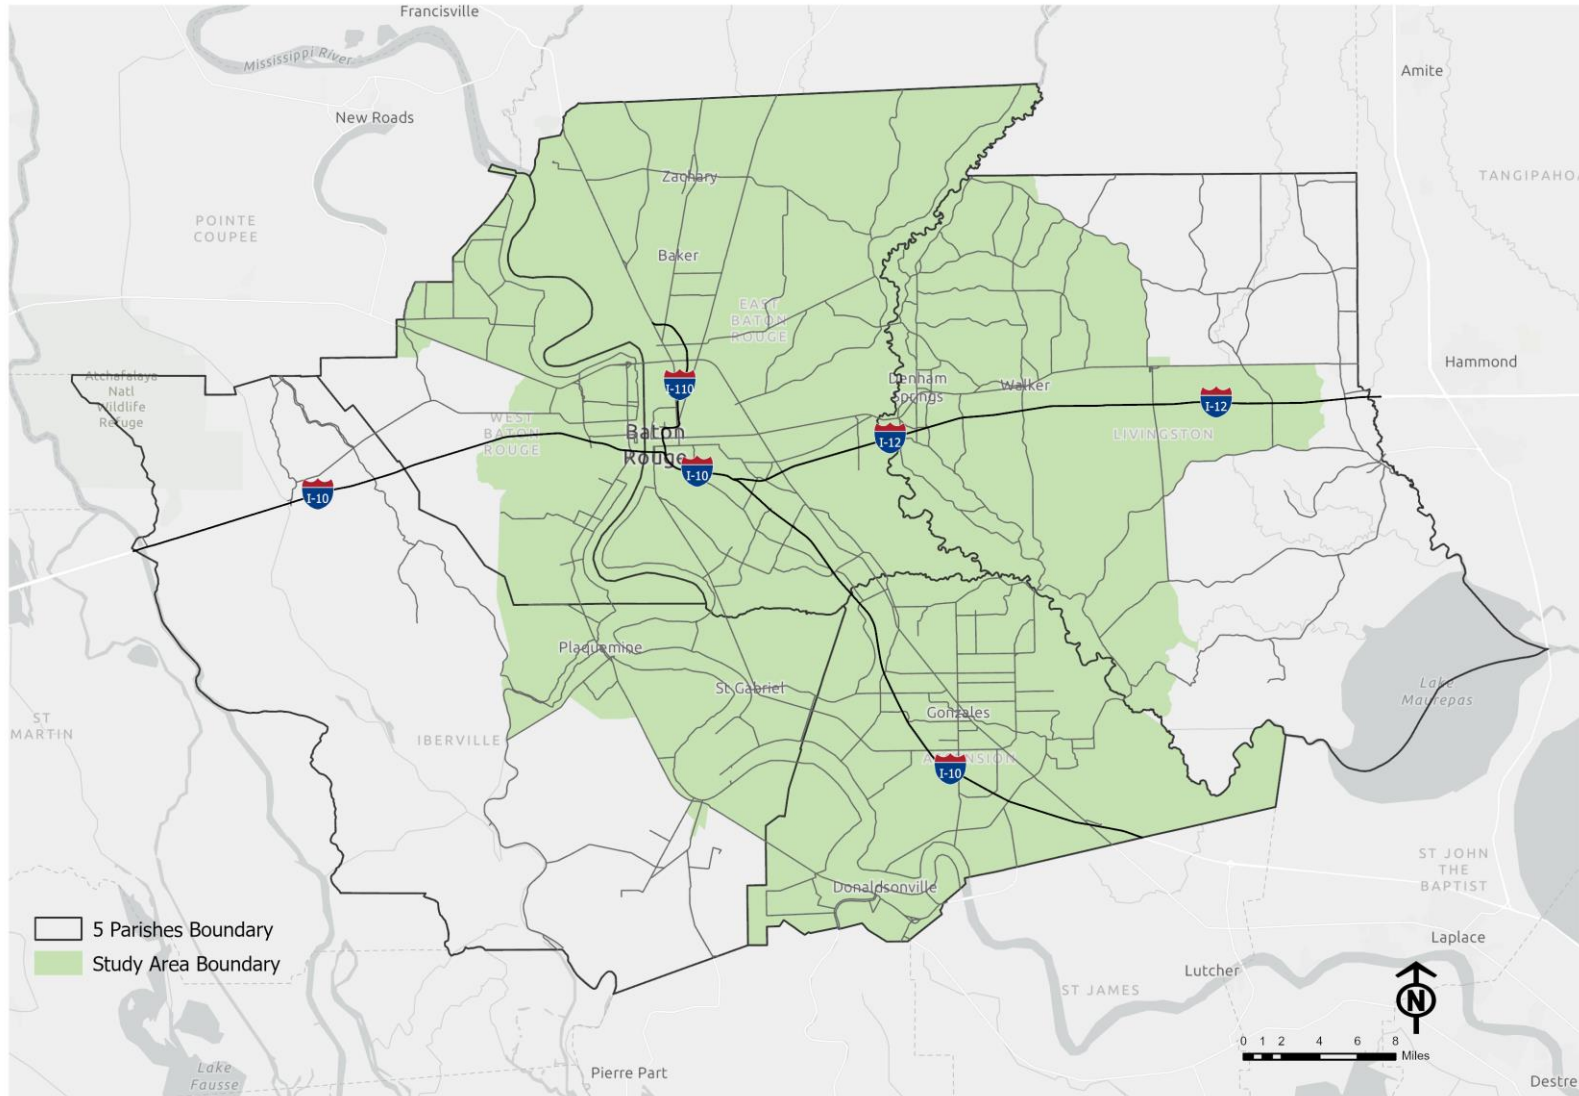 Francisville
Mississippi River
Amite
New Roads
Zachary
TANGIPAHOA
POINTE
COUPEE
Baker
EAST
BATON
ROUGE
Hammond
Atchafalaya
Natl
Wildlife
Refuge
I-110
Denham
Springs
Walker
I-12
WEST
BATON
ROUGE
Baton
Rouge
I-12
LIVINGSTON
I-10
I-10
Plaquemine
St Gabriel
Lake
Maurepas
ST
MARTIN
IBERVILLE
Gonzales
ASCENSION
I-10
ST JOHN
THE
BAPTIST
Donaldsonville
5 Parishes Boundary
Study Area Boundary
Laplace
Lutcher
ST JAMES
N
0 1 2 4 6 8
Miles
Lake
Fausse
Pierre Part
Destre